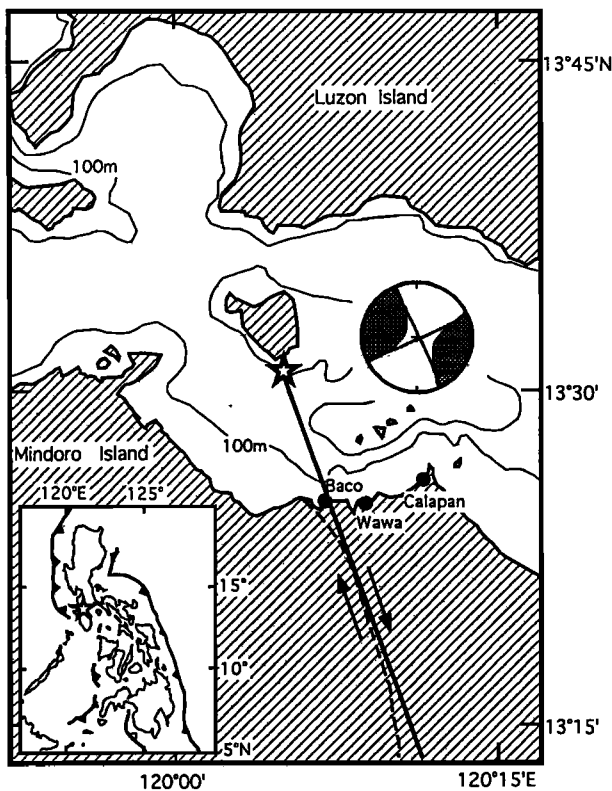 13°45'N
Luzon Island
100m
13°30'
100m
Mindoro Island
Baco
Calapan
Wawa
120°E 125°
15°
10°
5°N
13°15'
120°00' 120°15'E